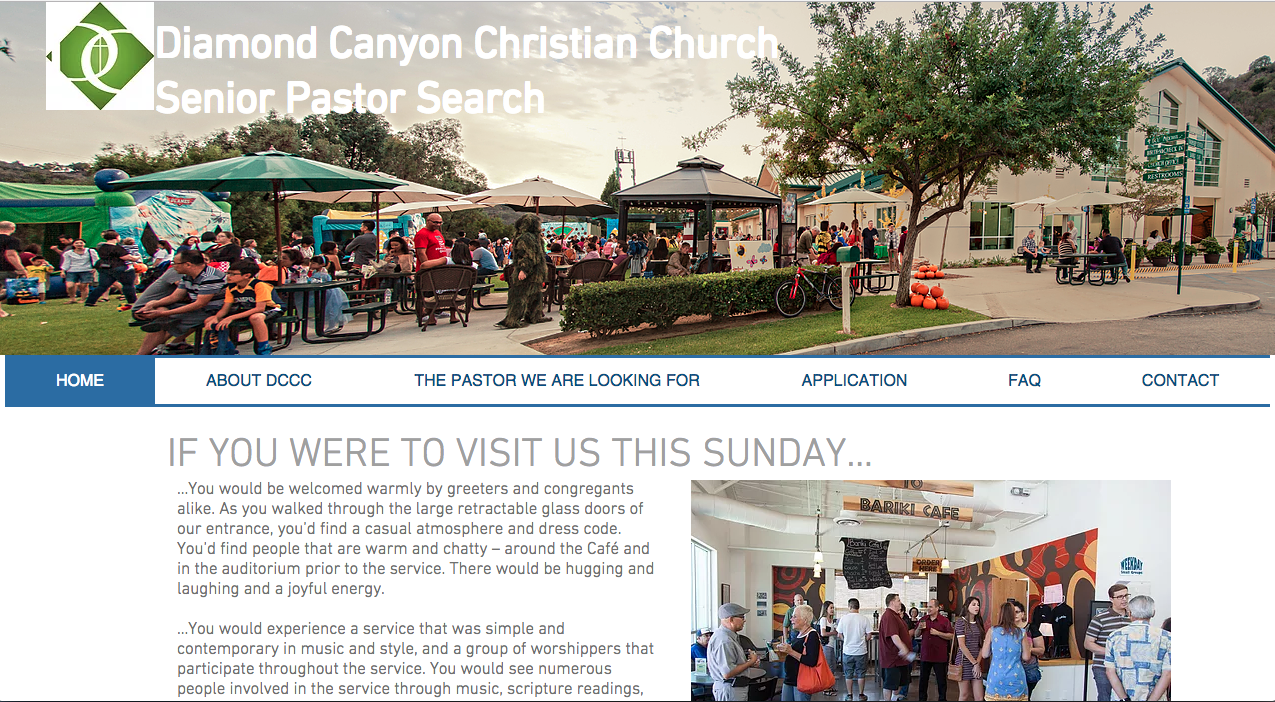 Diamond Canyon Christian Church
Senior Pastor Search
RESTROOMS
HOME
ABOUT DCCC
THE PASTOR WE ARE LOOKING FOR
APPLICATION
FAQ
CONTACT
IF YOU WERE TO VISIT US THIS SUNDAY...
...You would be welcomed warmly by greeters and congregants
alike. As you walked through the large retractable glass doors of
our entrance, you'd find a casual atmosphere and dress code.
You'd find people that are warm and chatty – around the Café and
in the auditorium prior to the service. There would be hugging and
laughing and a joyful energy.
...You would experience a service that was simple and
contemporary in music and style, and a group of worshippers that
participate throughout the service. You would see numerous
people involved in the service through music, scripture readings,
TO
BARIKI CAFE
Bariki Cafe
ORDER
HERE
WEEKDAY